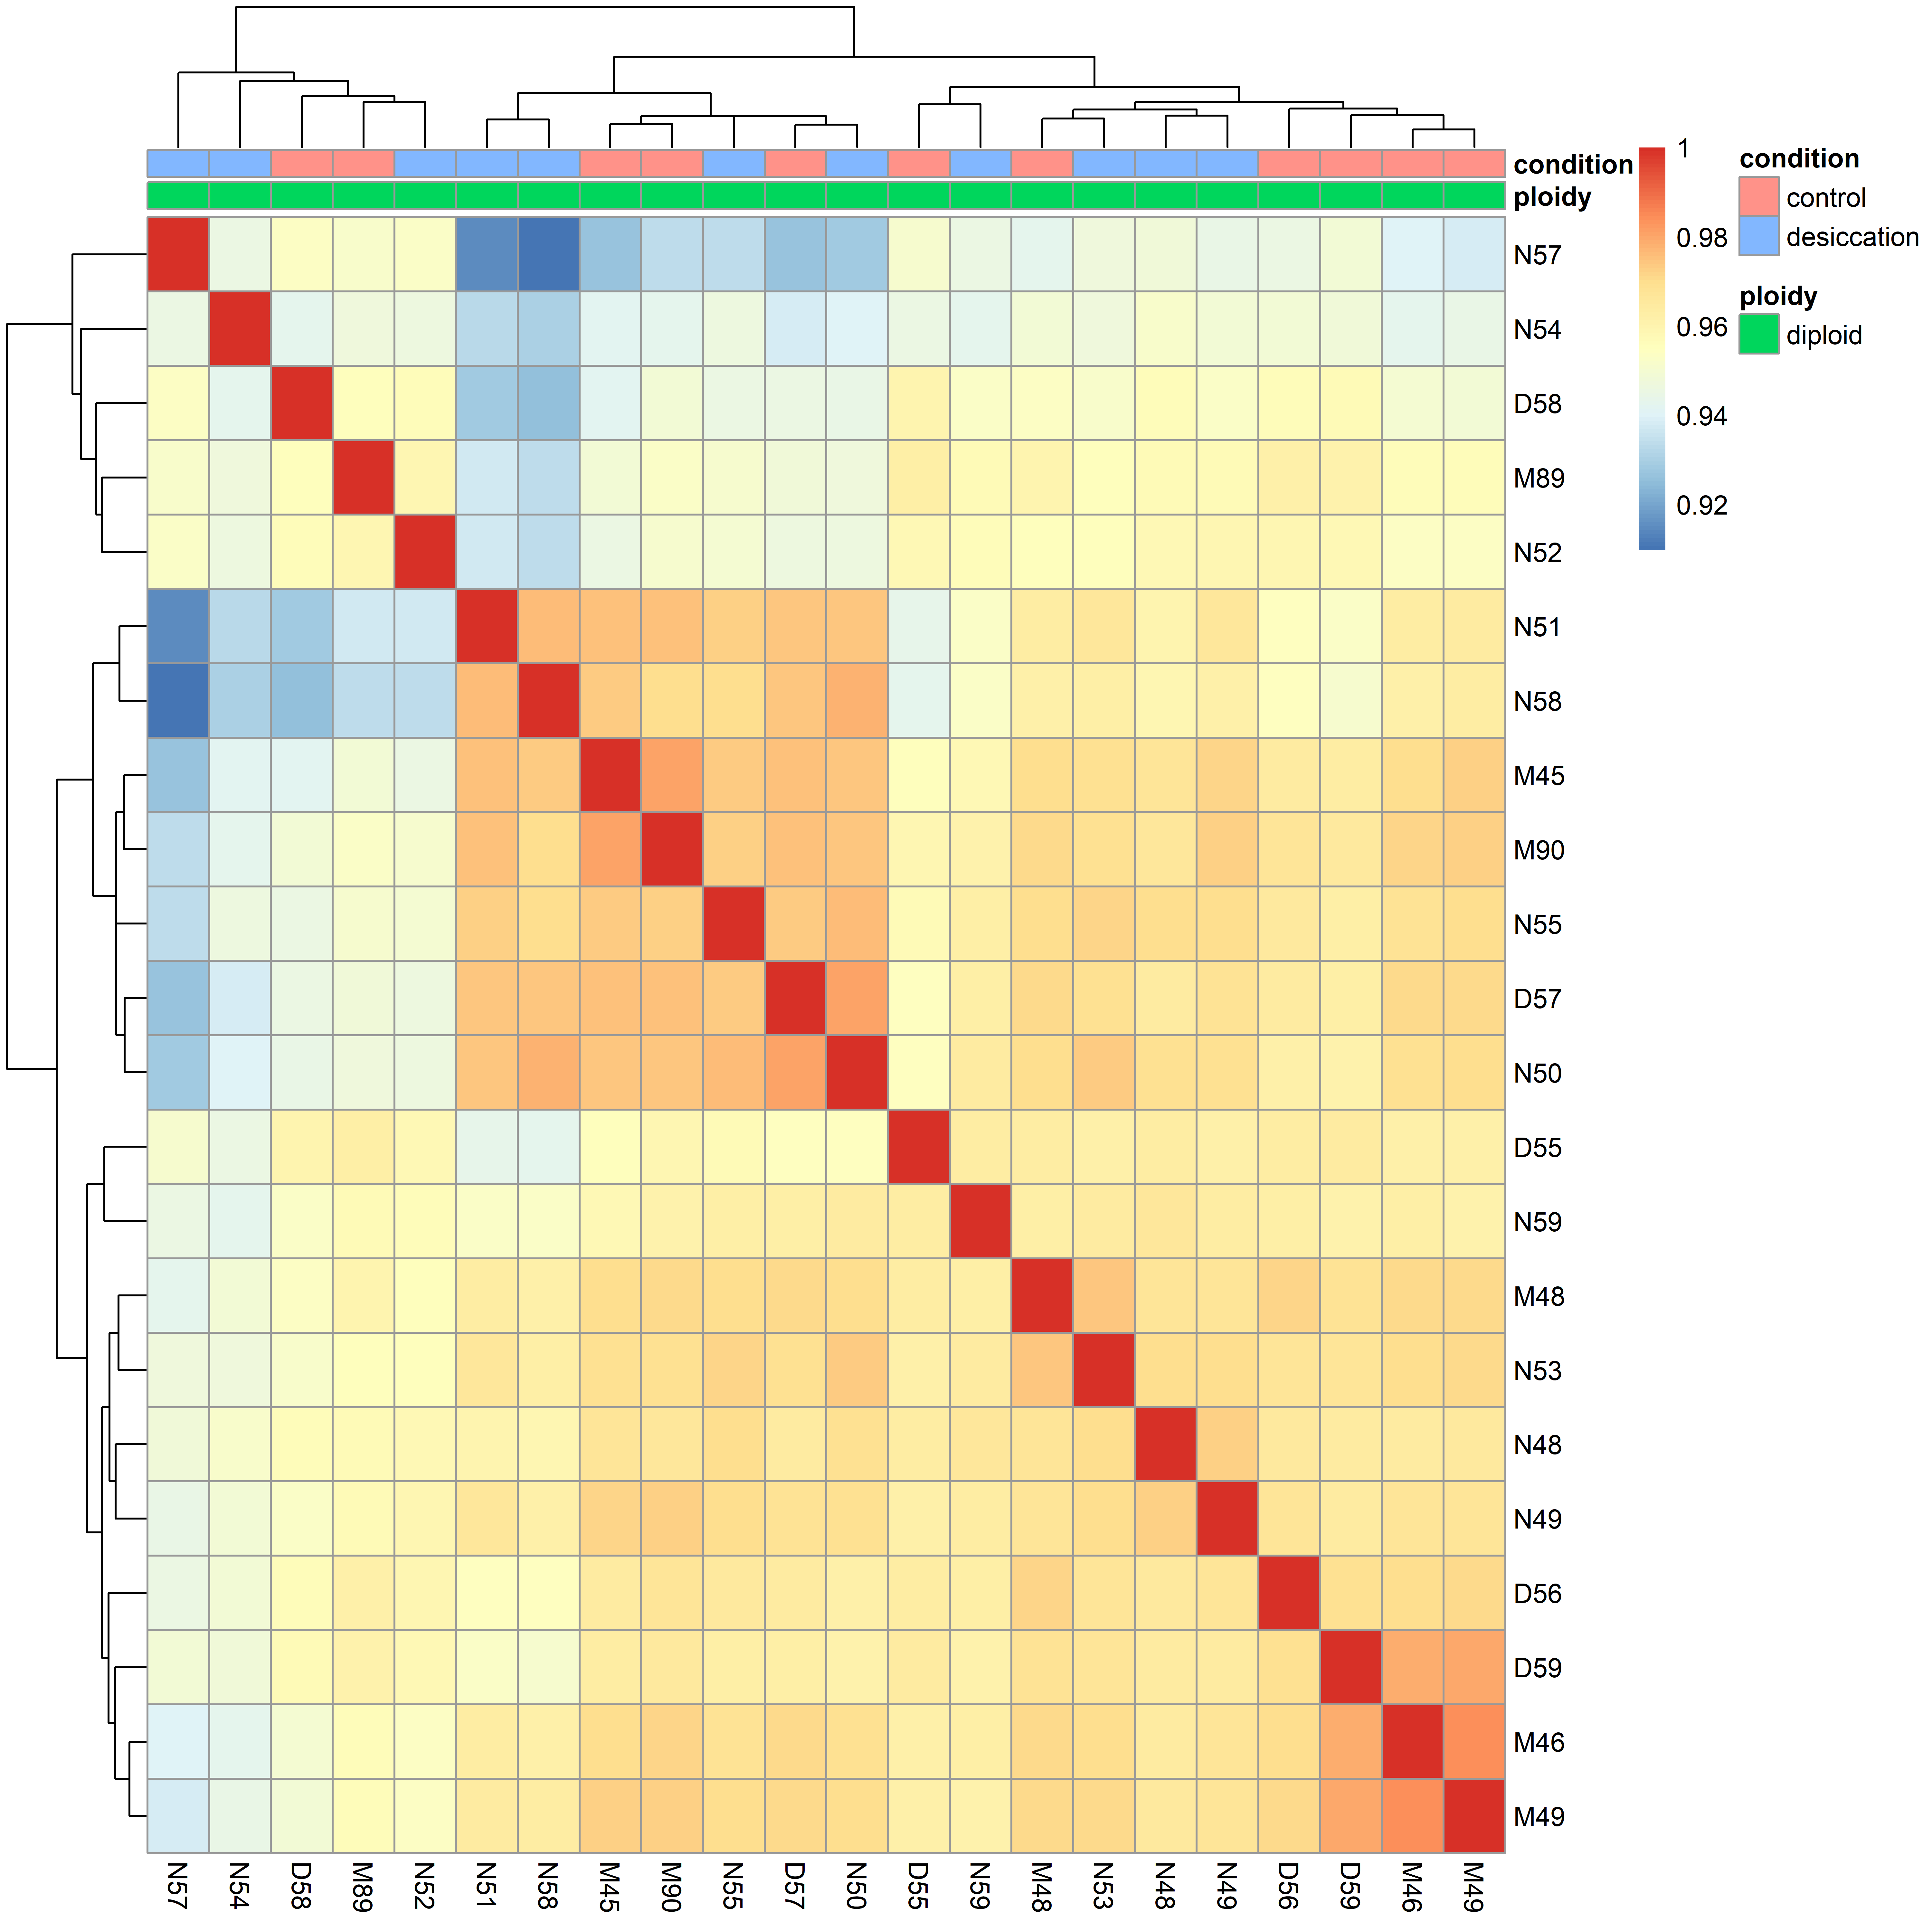 condition
ploidy
1
0.98
0.96
0.94
0.92
condition
control
desiccation
ploidy
diploid
N57
N54
D58
M89
N52
N51
N58
M45
M90
N55
D57
N50
D55
N59
M48
N53
N48
N49
D56
D59
M46
M49
N57
N54
D58
M89
N52
N51
N58
M45
M90
N55
D57
N50
D55
N59
M48
N53
N48
N49
D56
D59
M46
M49